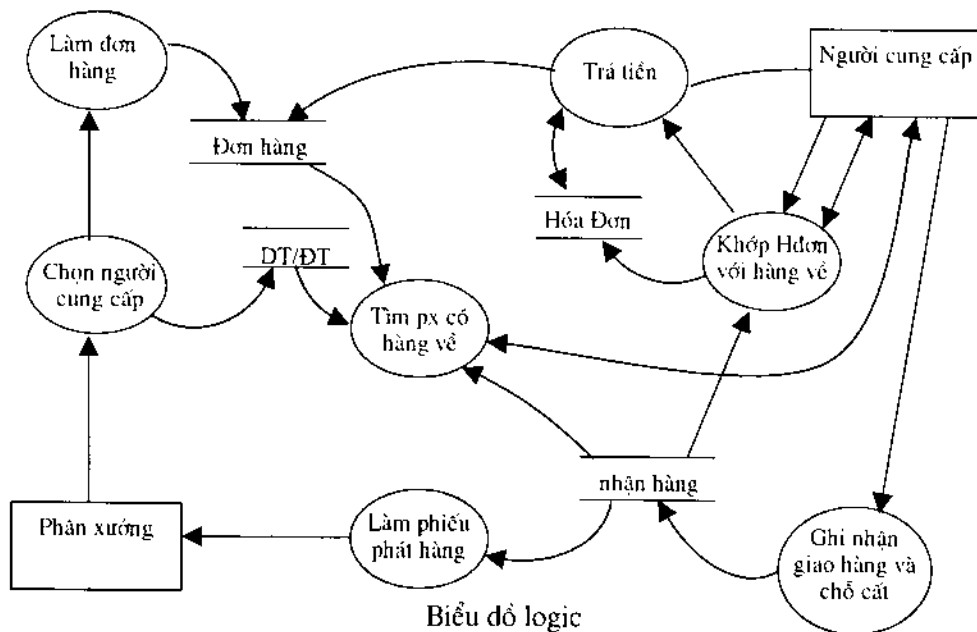 Làm đơn
hàng
Trả tiền
Người cung cấp
Đơn hàng
Hóa Đơn
DT/ĐT
Chọn người
cung cấp
Khớp Hđơn
với hàng về
Tìm px có
hàng về
nhận hàng
Phân xưởng
Làm phiếu
phát hàng
Ghi nhận
giao hàng và
chỗ cất
Biểu đồ logic